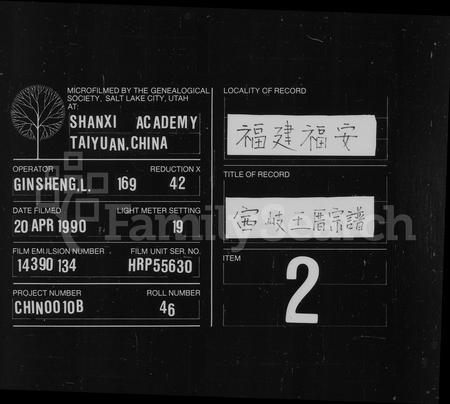 MICROFILMED BY THE GENEALOGICAL
SOCIETY, SALT LAKE CITY, UTAH
AT:
SHANXI ACADEMY
TAIYUAN, CHINA
OPERATOR REDUCTION X
GINSHENG, L. 169 42
DATE FILMED LIGHT METER SETTING
20 APR 1990 19
FILM EMULSION NUMBER FILM UNIT SER. NO.
14390 134 HRP55630
PROJECT NUMBER ROLL NUMBER
CHIN0010B 46
LOCALITY OF RECORD
福建福安
TITLE OF RECORD
岐王厝宗譜
ITEM
2
FamilySearch